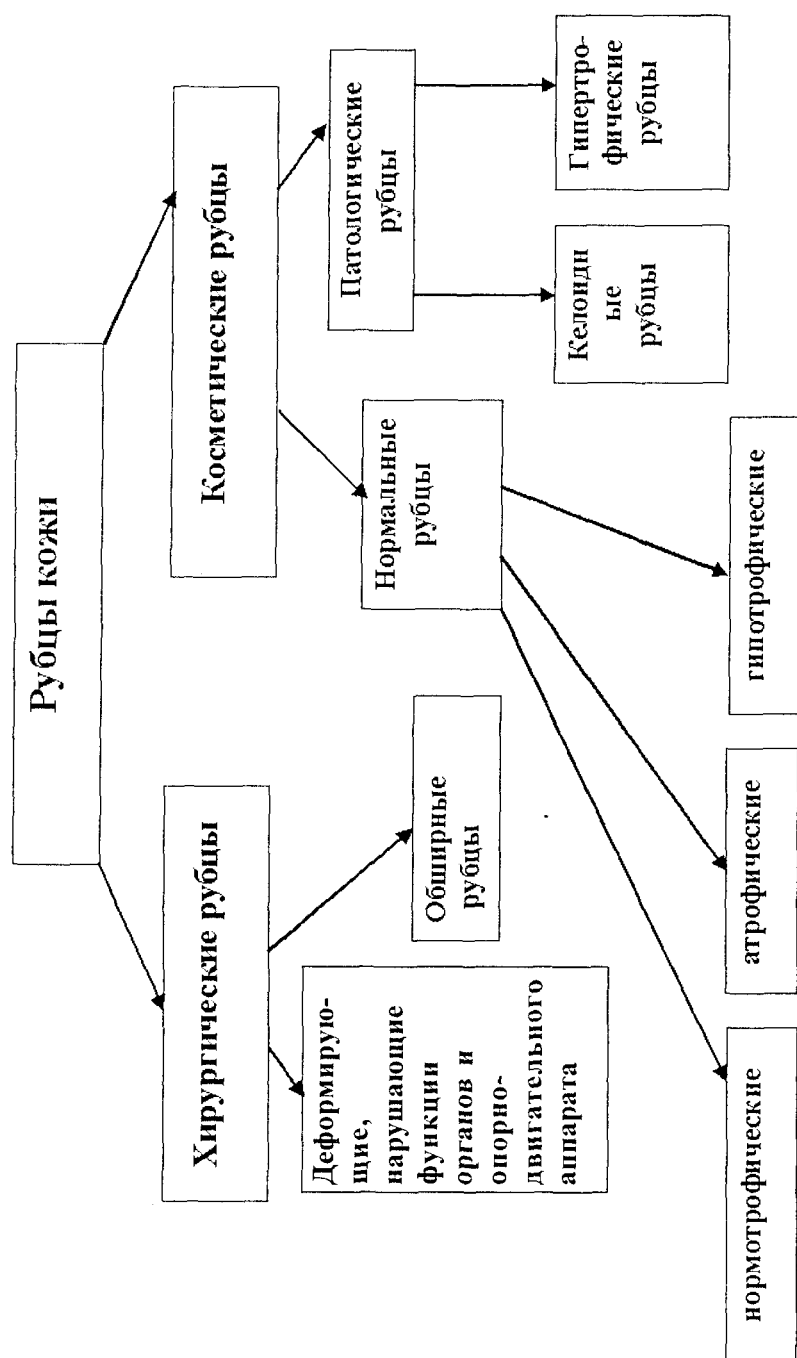 Рубцы кожи
Хирургические рубцы
Косметические рубцы
Деформирую-
щие,
нарушающие
функции
органов и
опорно-
двигательного
аппарата
Обширные
рубцы
Нормальные
рубцы
Патологические
рубцы
Келоидн
ые
рубцы
Гипертро-
фические
рубцы
нормотрофические
атрофические
гипотрофические